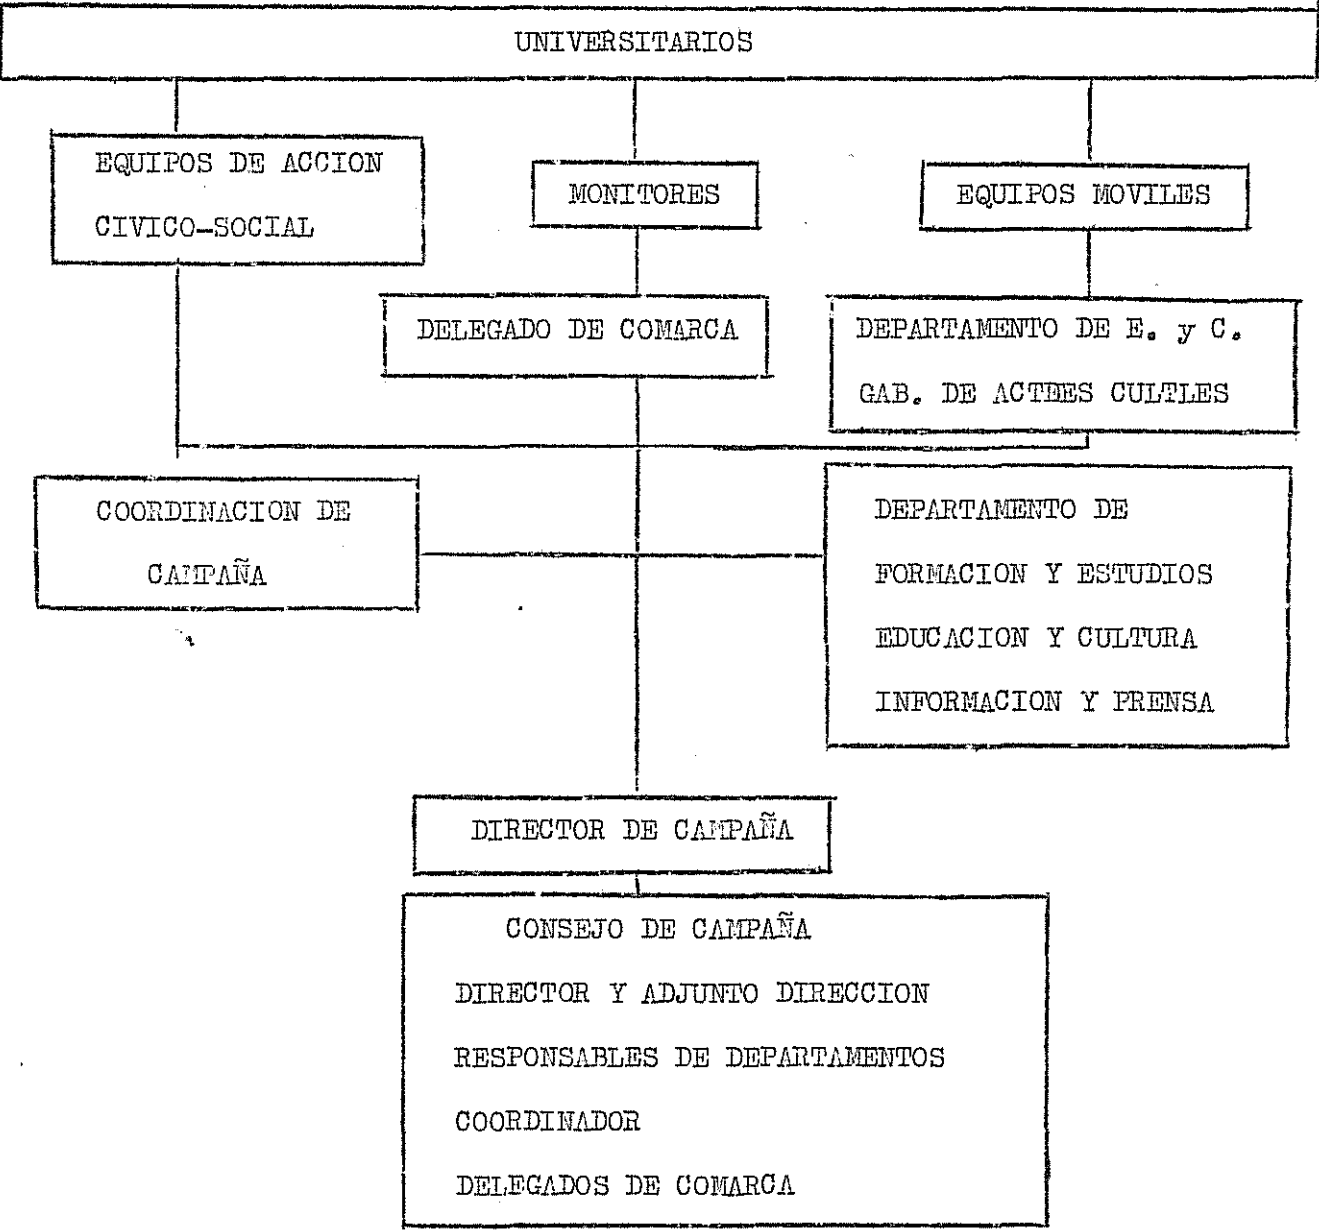 UNIVERSITARIOS
EQUIPOS DE ACCION
CIVICO-SOCIAL
MONITORES
EQUIPOS MOVILES
DELEGADO DE COMARCA
DEPARTAMENTO DE E. y C.
GAB. DE ACTEES CULTLES
COORDINACION DE
CAMPAÑA
DEPARTAMENTO DE
FORMACION Y ESTUDIOS
EDUCACION Y CULTURA
INFORMACION Y PRENSA
DIRECTOR DE CAMPAÑA
CONSEJO DE CAMPAÑA
DIRECTOR Y ADJUNTO DIRECCION
RESPONSABLES DE DEPARTAMENTOS
COORDINADOR
DELEGADOS DE COMARCA